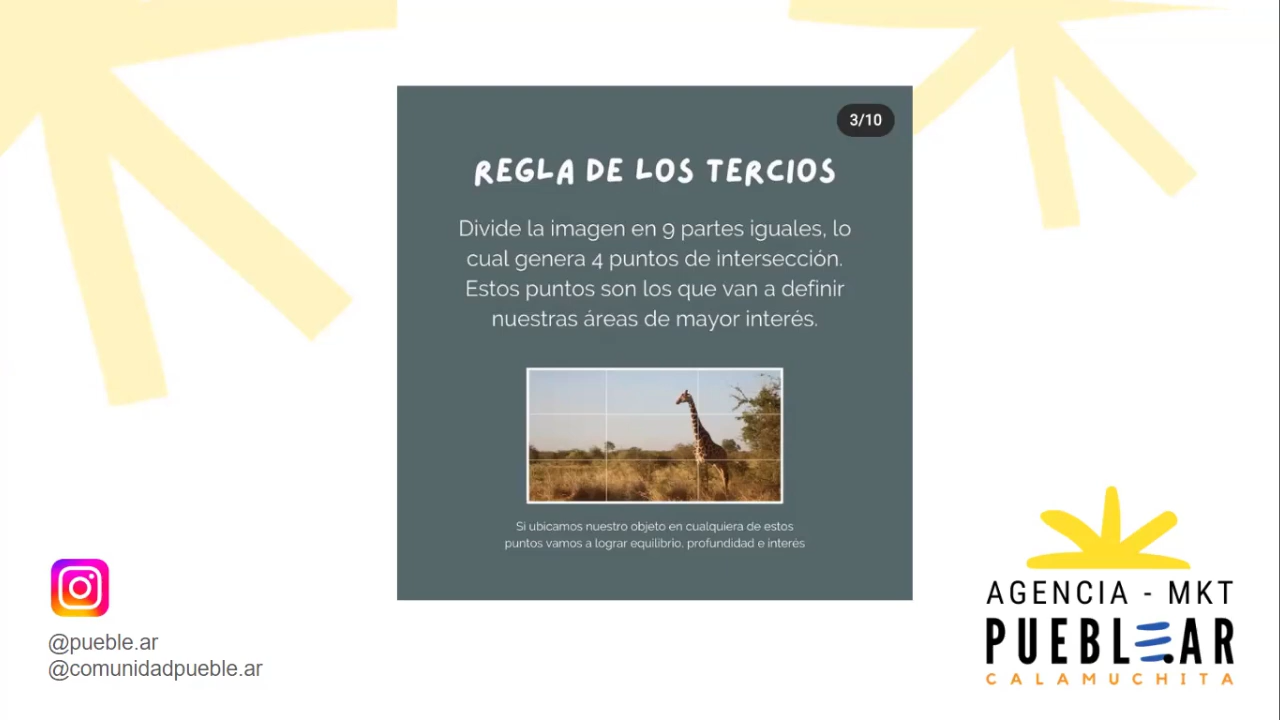 3/10
REGLA DE LOS TERCIOS
Divide la imagen en 9 partes iguales, lo
cual genera 4 puntos de intersección.
Estos puntos son los que van a definir
nuestras áreas de mayor interés.
Si ubicamos nuestro objeto en cualquiera de estos
puntos vamos a lograr equilibrio, profundidad e interés
@pueble.ar
@comunidadpueble.ar
AGENCIA - MKT
PUEBLE.AR
CALAMUCHITA